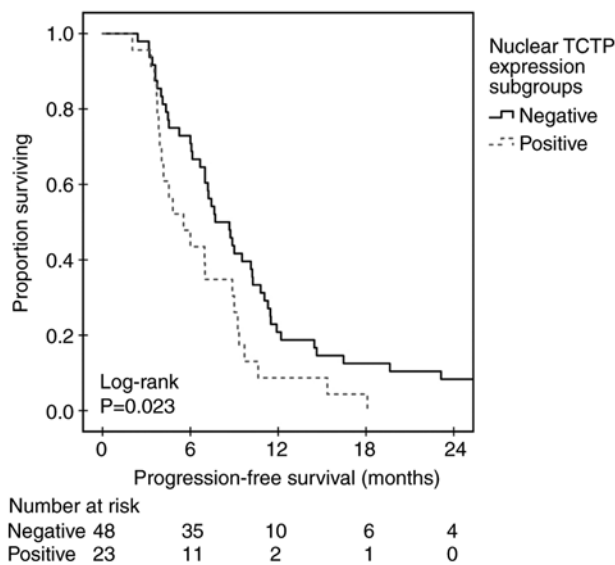 1.0
0.8
0.6
0.4
0.2
0.0
Proportion surviving
Log-rank
P=0.023
0 6 12 18 24
Progression-free survival (months)
Nuclear TCTP
expression
subgroups
Negative
Positive
Number at risk
Negative 48 35 10 6 4
Positive 23 11 2 1 0